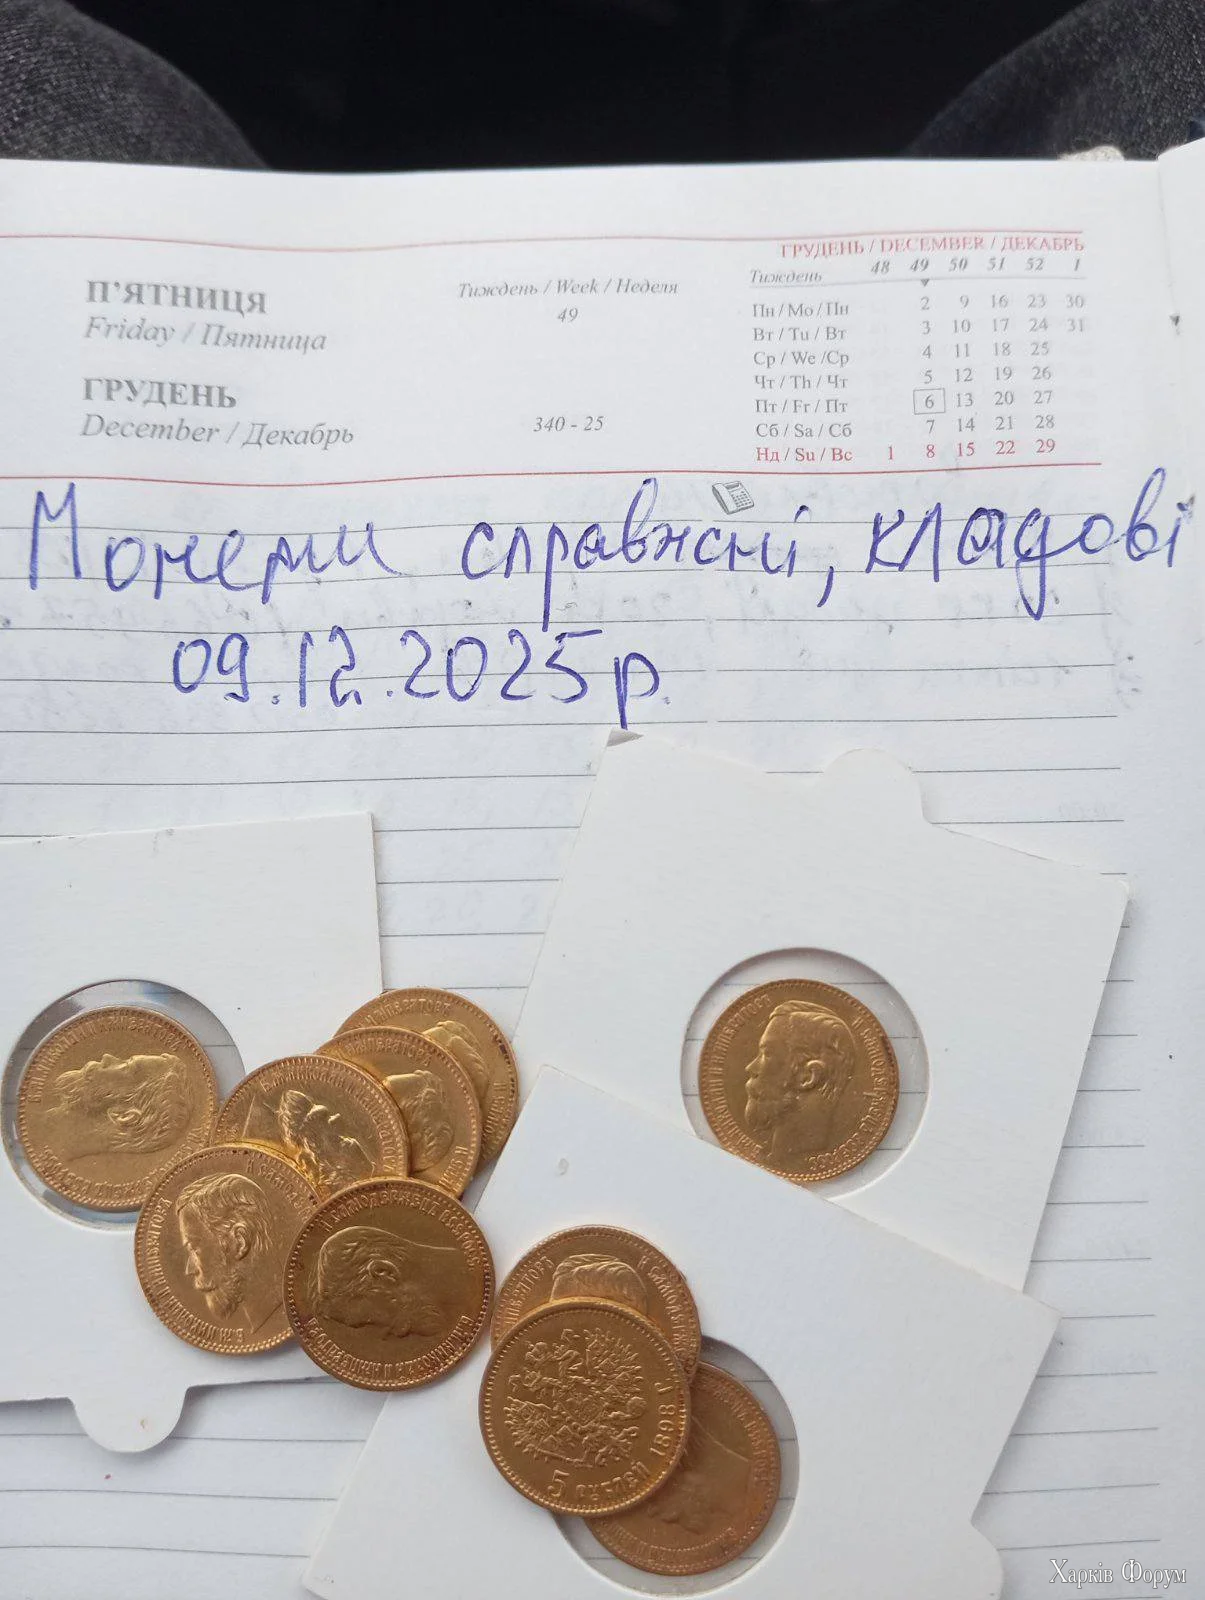 П'ЯТНИЦЯ
Friday / Пятница
ГРУДЕНЬ
December / Декабрь
Тиждень / Week / Неделя
49
340 - 25
ГРУДЕНЬ / DECEMBER / ДЕКАБРЬ
Тиждень 48 49 50 51 52 1
Пн / Mo / Пн 2 9 16 23 30
Вт / Tu / Вт 3 10 17 24 31
Ср / We /Ср 4 11 18 25
Чт / Th / Чт 5 12 19 26
Пт / Fr / Пт 6 13 20 27
Сб / Sa / Сб 7 14 21 28
Нд / Su / Вс 1 8 15 22 29
Монети справжні, кладові
09.12.2025р.
5 РУБЛЕЙ 1898 Г.
Харків Форум